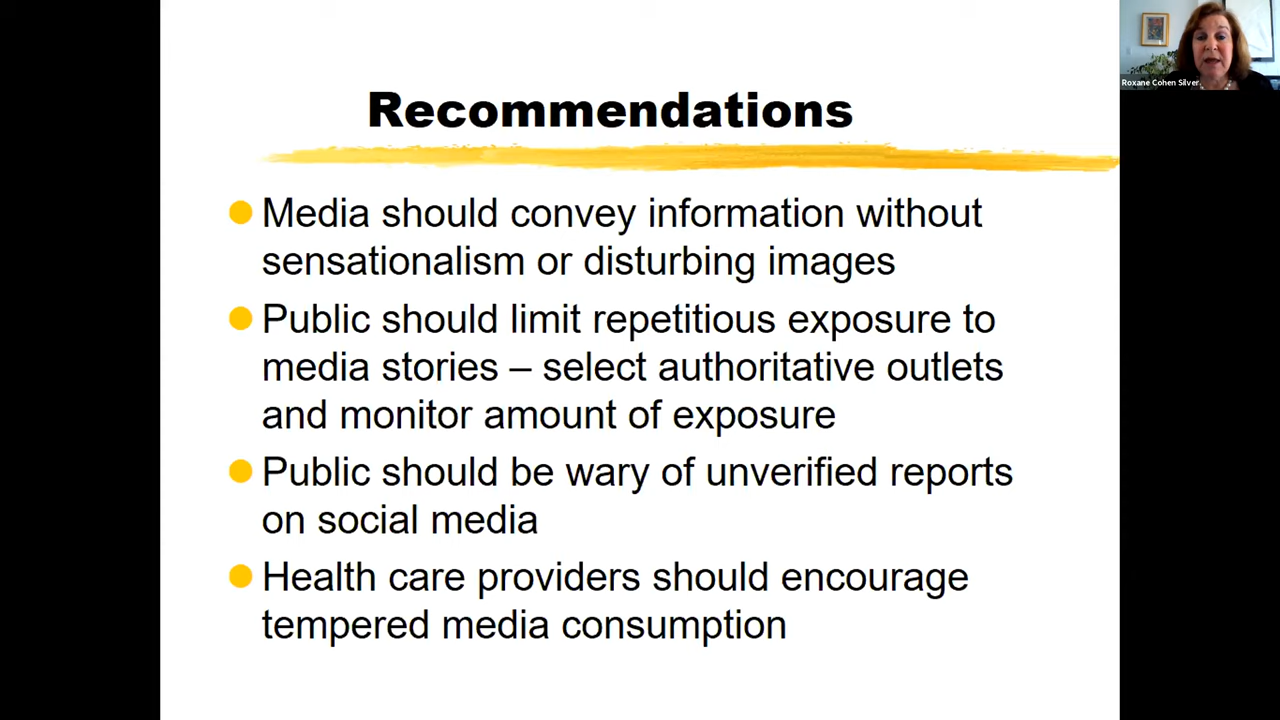 Recommendations
Roxane Cohen Silver
Media should convey information without
sensationalism or disturbing images
Public should limit repetitious exposure to
media stories – select authoritative outlets
and monitor amount of exposure
Public should be wary of unverified reports
on social media
Health care providers should encourage
tempered media consumption